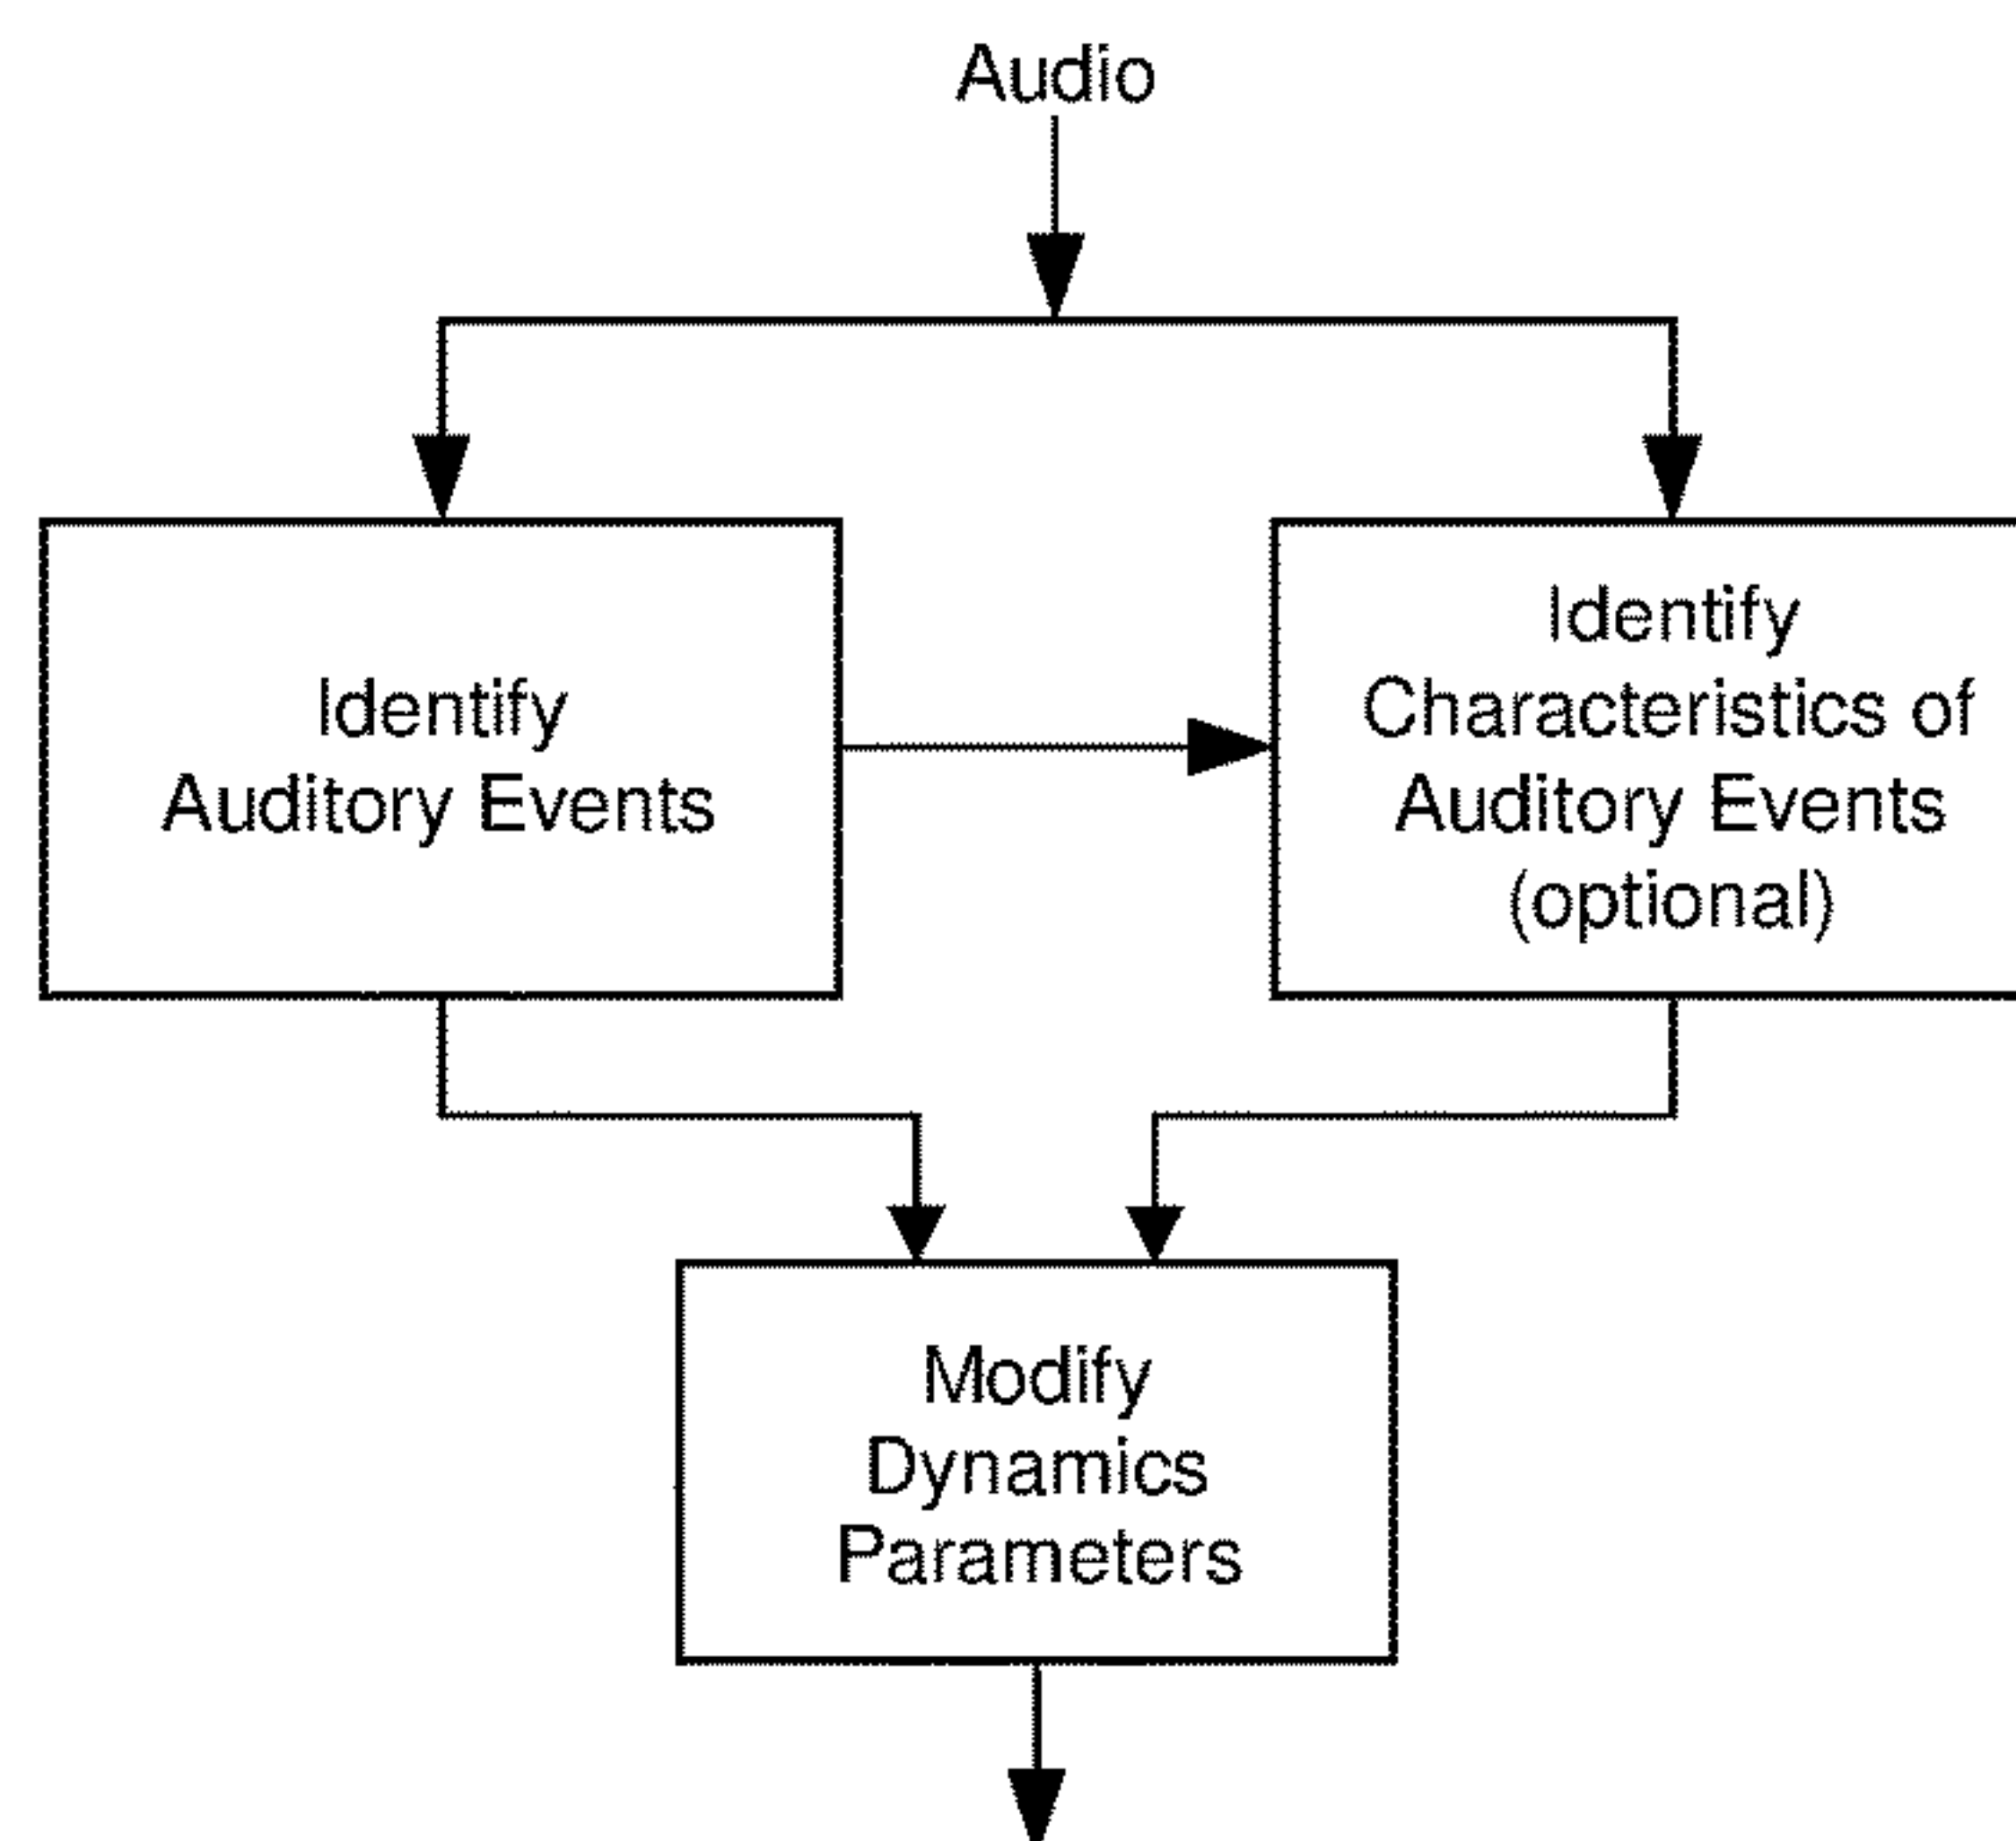 Audio
Identify
Auditory Events
Identify
Characteristics of
Auditory Events
(optional)
Modify
Dynamics
Parameters